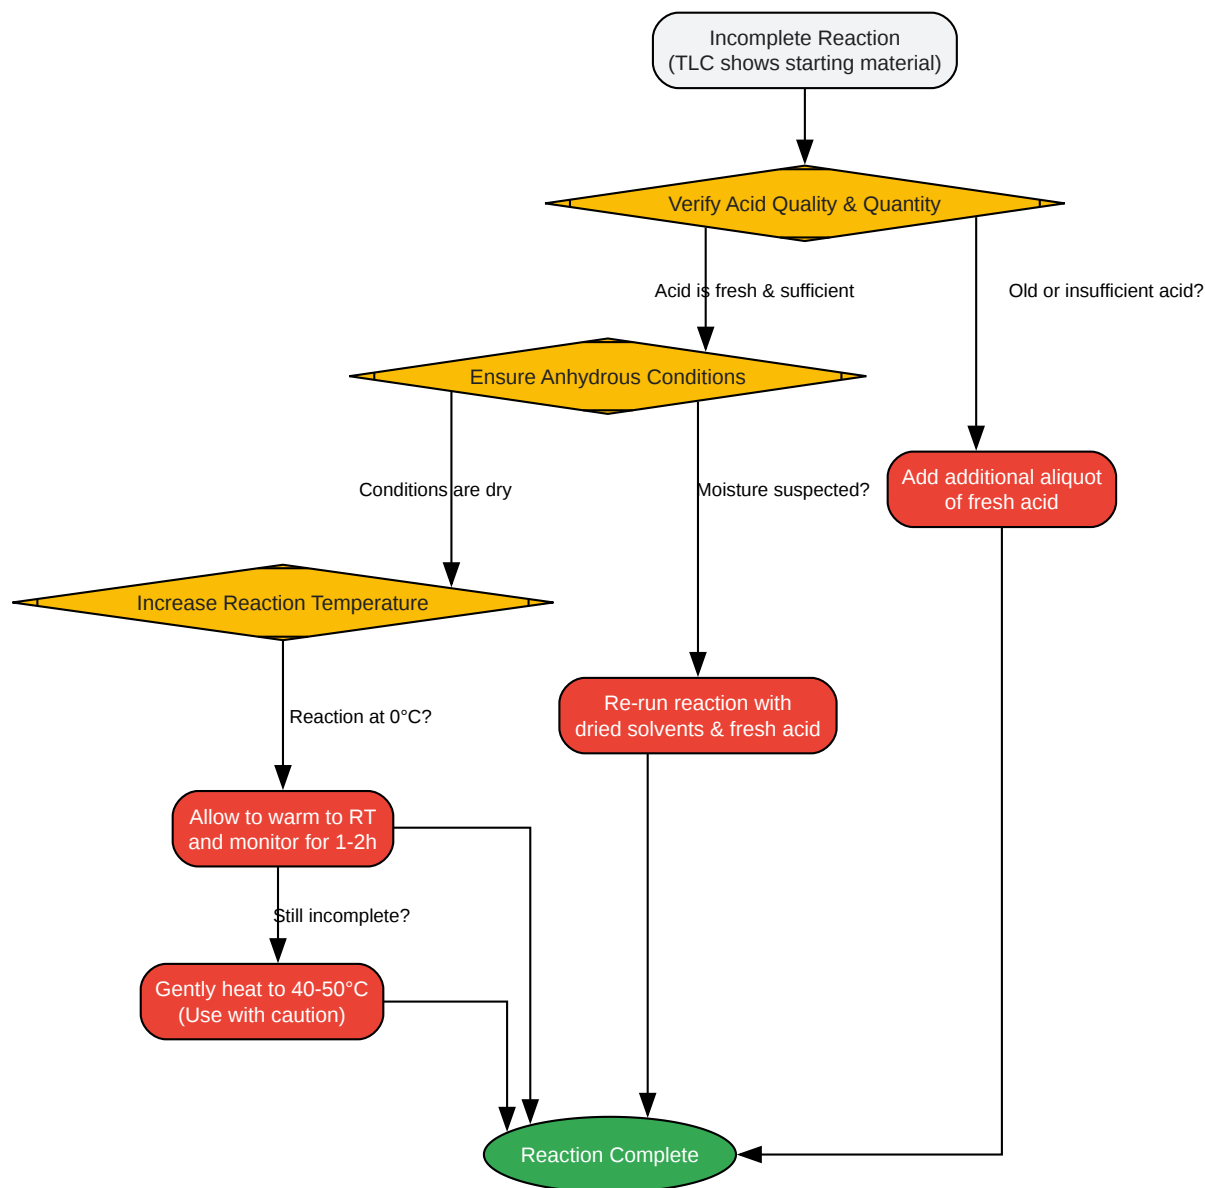 Incomplete Reaction
(TLC shows starting material)
Verify Acid Quality & Quantity
Acid is fresh & sufficient
Old or insufficient acid?
Ensure Anhydrous Conditions
Conditions are dry
Moisture suspected?
Add additional aliquot
of fresh acid
Increase Reaction Temperature
Reaction at 0°C?
Re-run reaction with
dried solvents & fresh acid
Allow to warm to RT
and monitor for 1-2h
Still incomplete?
Gently heat to 40-50°C
(Use with caution)
Reaction Complete